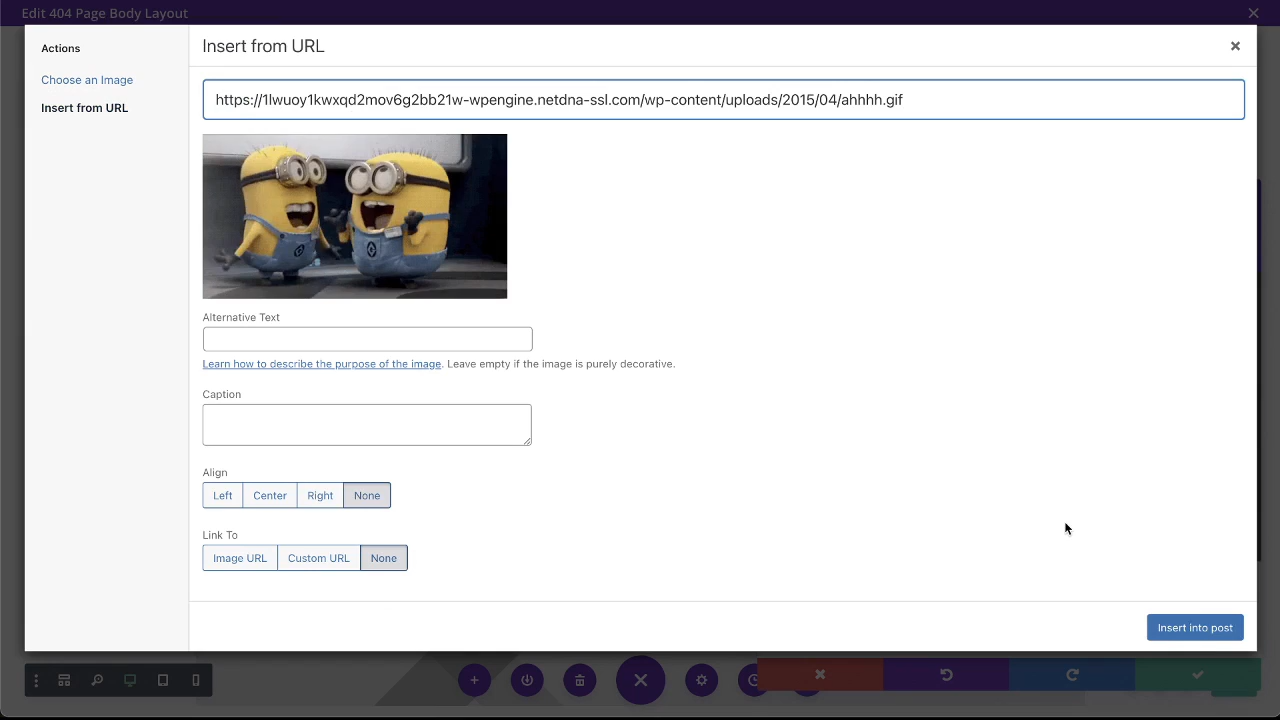 Edit 404 Page Body Layout
Actions
Choose an Image
Insert from URL
Insert from URL
https://1lwuoy1kwxqd2mov6g2bb21w-wpengine.netdna-ssl.com/wp-content/uploads/2015/04/ahhhh.gif
Alternative Text
Learn how to describe the purpose of the image. Leave empty if the image is purely decorative.
Caption
Align
Left Center Right None
Link To
Image URL Custom URL None
Insert into post